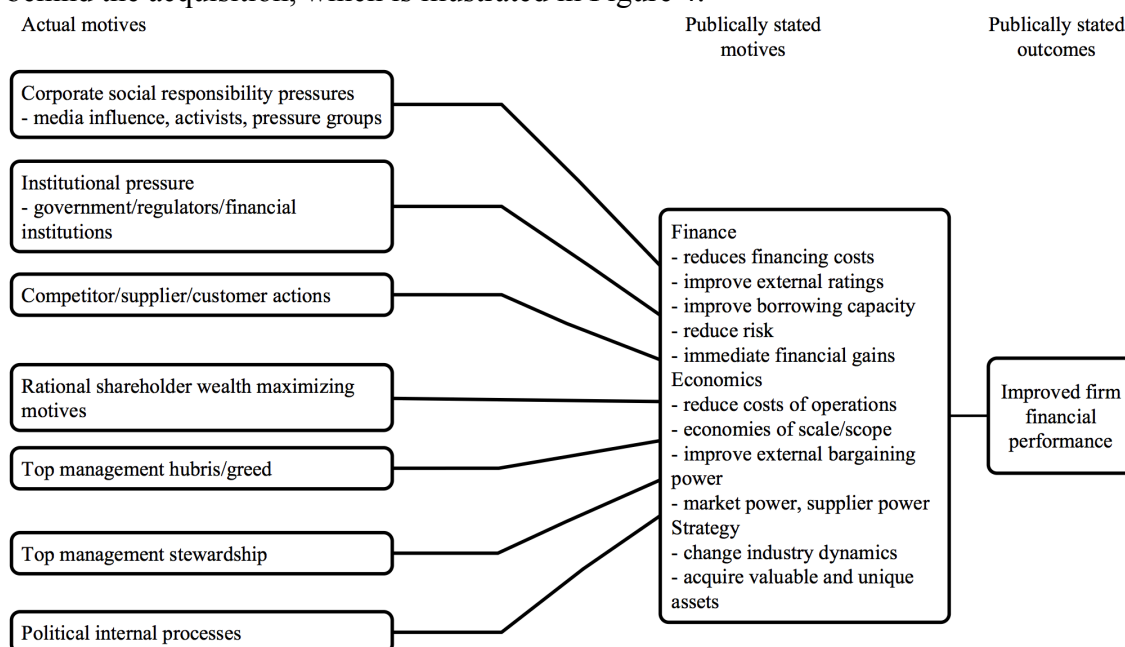 behind the acquisition, which is illustrated in Figure 4.
Actual motives
Publically stated
motives
Publically stated
outcomes
Corporate social responsibility pressures
- media influence, activists, pressure groups
Institutional pressure
- government/regulators/financial
institutions
Competitor/supplier/customer actions
Rational shareholder wealth maximizing
motives
Top management hubris/greed
Top management stewardship
Political internal processes
Finance
- reduces financing costs
- improve external ratings
- improve borrowing capacity
- reduce risk
- immediate financial gains
Economics
- reduce costs of operations
- economies of scale/scope
- improve external bargaining
power
- market power, supplier power
Strategy
- change industry dynamics
- acquire valuable and unique
assets
Improved firm
financial
performance